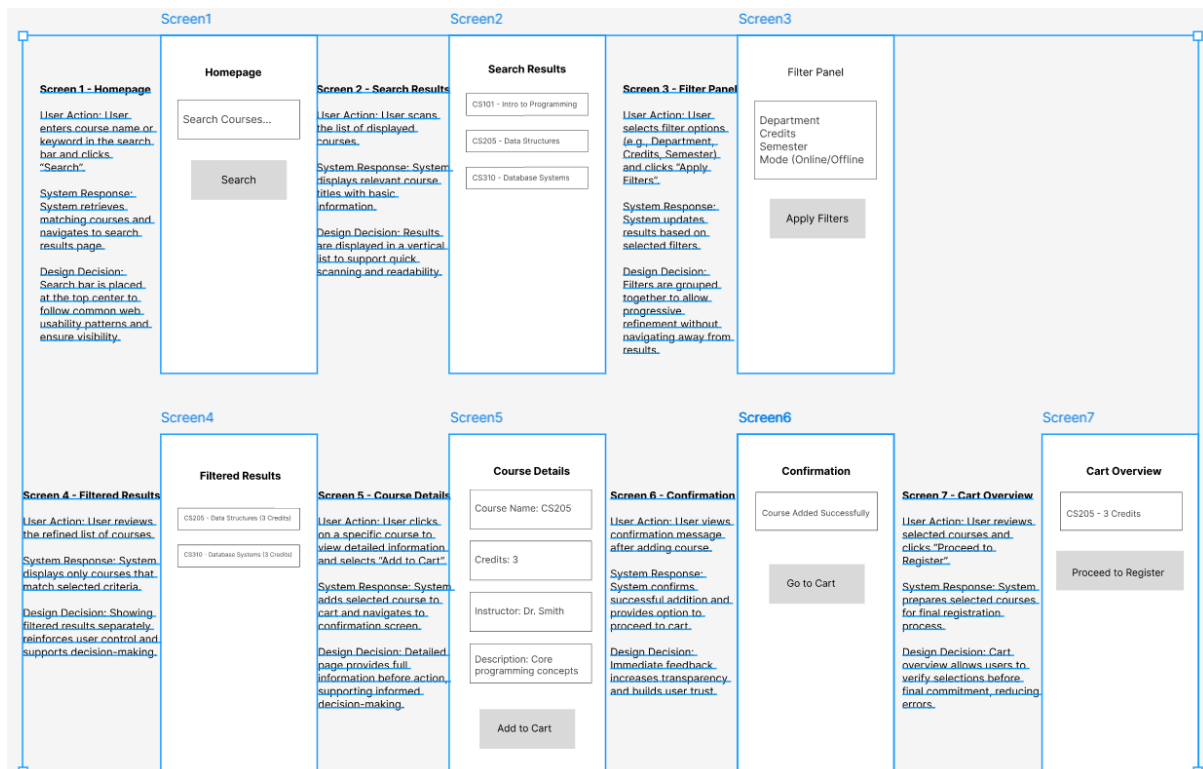 Screen1
Homepage
Screen 1 - Homepage
User Action: User
enters course name or
keyword in the search
bar and clicks
“Search”.
System Response:
System retrieves
matching courses and
navigates to search
results page.
Design Decision:
Search bar is placed
at the top center to
follow common web
usability patterns and
ensure visibility.
Search Courses...
Search
Screen2
Search Results
Screen 2 - Search Results
User Action: User scans
the list of displayed
courses.
System Response: System
displays relevant course
titles with basic
information.
Design Decision: Results
are displayed in a vertical
list to support quick
scanning and readability.
CS101 - Intro to Programming
CS205 - Data Structures
CS310 - Database Systems
Screen3
Filter Panel
Screen 3 - Filter Panel
User Action: User
selects filter options
(e.g., Department,
Credits, Semester)
and clicks “Apply
Filters”.
System Response:
System updates
results based on
selected filters.
Design Decision:
Filters are grouped
together to allow
progressive
refinement without
navigating away from
results.
Department
Credits
Semester
Mode (Online/Offline
Apply Filters
Screen4
Filtered Results
Screen 4 - Filtered Results
User Action: User reviews
the refined list of courses.
System Response: System
displays only courses that
match selected criteria.
Design Decision: Showing
filtered results separately
reinforces user control and
supports decision-making.
CS205 - Data Structures (3 Credits)
CS310 - Database Systems (3 Credits)
Screen5
Course Details
Screen 5 - Course Details
User Action: User clicks
on a specific course to
view detailed information
and selects “Add to Cart”.
System Response: System
adds selected course to
cart and navigates to
confirmation screen.
Design Decision: Detailed
page provides full
information before action,
supporting informed
decision-making.
Course Name: CS205
Credits: 3
Instructor: Dr. Smith
Description: Core
programming concepts
Add to Cart
Screen6
Confirmation
Screen 6 - Confirmation
User Action: User views
confirmation message
after adding course.
System Response:
System confirms
successful addition and
provides option to
proceed to cart.
Design Decision:
Immediate feedback
increases transparency
and builds user trust.
Course Added Successfully
Go to Cart
Screen7
Cart Overview
Screen 7 - Cart Overview
User Action: User reviews
selected courses and
clicks “Proceed to
Register”.
System Response: System
prepares selected courses
for final registration
process.
Design Decision: Cart
overview allows users to
verify selections before
final commitment, reducing
errors.
CS205 - 3 Credits
Proceed to Register